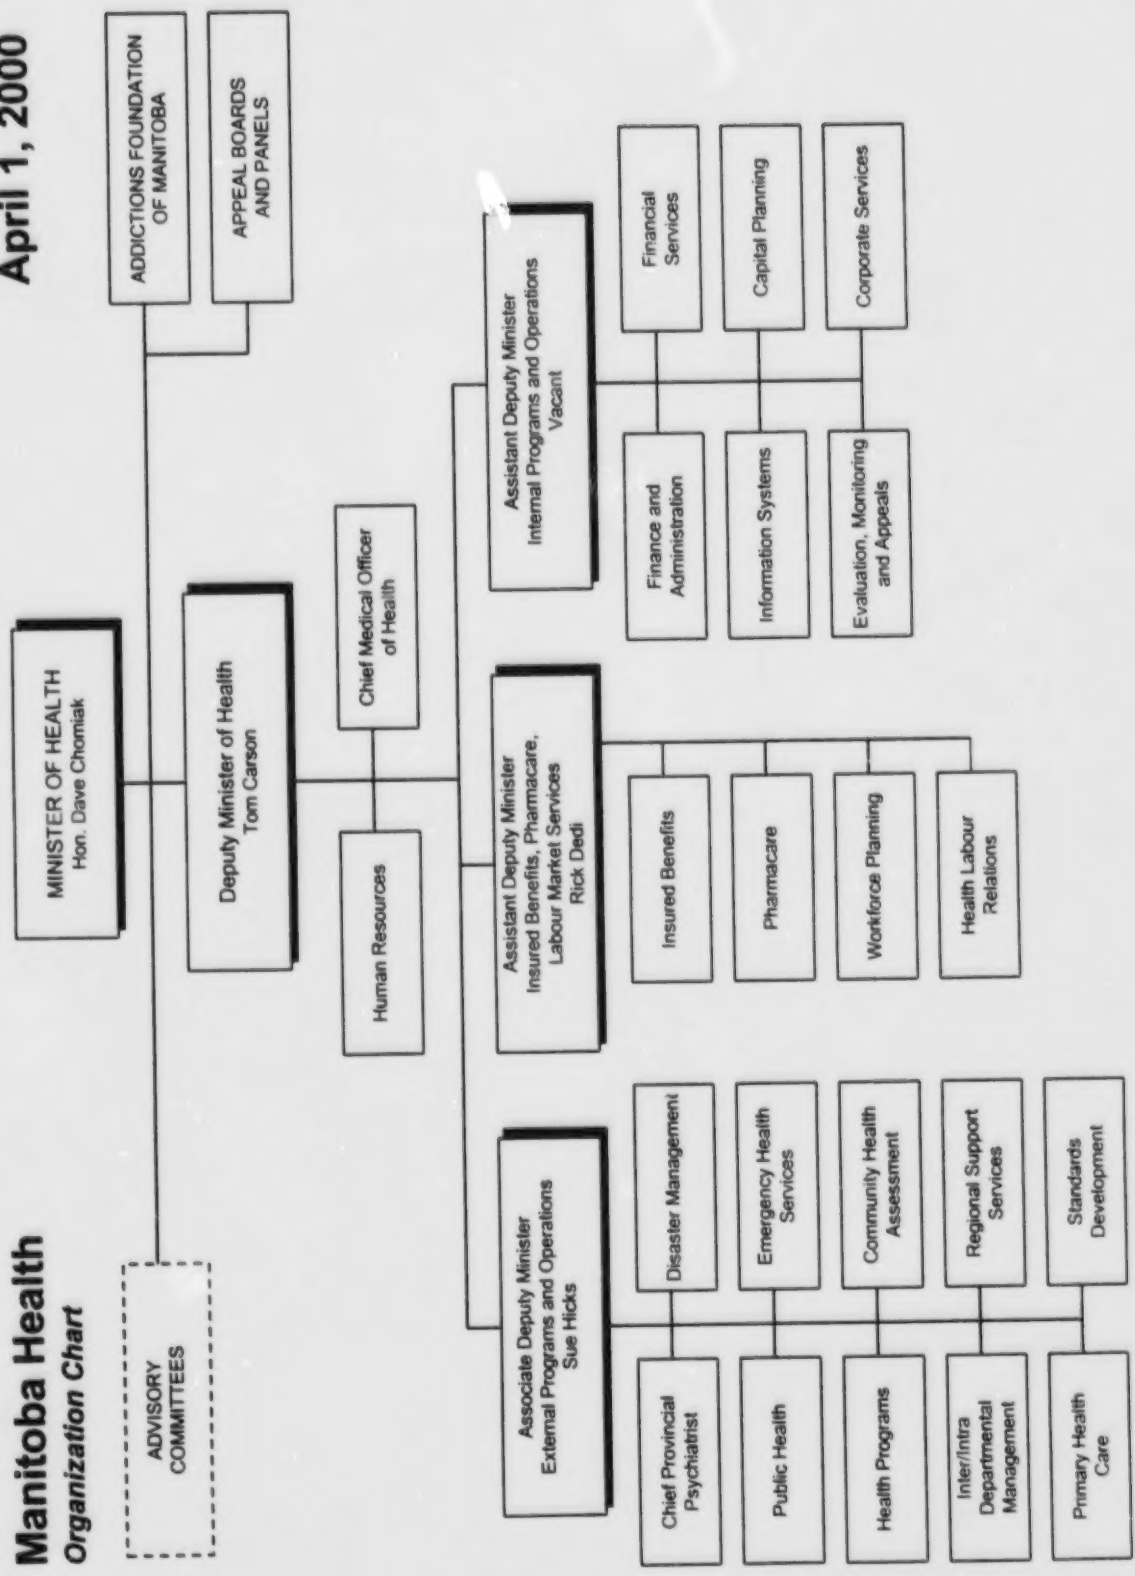 Manitoba Health
Organization Chart
April 1, 2000
MINISTER OF HEALTH
Hon. Dave Chomiak
ADVISORY
COMMITTEES
ADDICTIONS FOUNDATION
OF MANITOBA
APPEAL BOARDS
AND PANELS
Deputy Minister of Health
Tom Carson
Human Resources
Chief Medical Officer
of Health
Associate Deputy Minister
External Programs and Operations
Sue Hicks
Chief Provincial
Psychiatrist
Disaster Management
Public Health
Emergency Health
Services
Health Programs
Community Health
Assessment
Inter/Intra
Departmental
Management
Regional Support
Services
Primary Health
Care
Standards
Development
Assistant Deputy Minister
Insured Benefits, Pharmacare,
Labour Market Services
Rick Dedi
Insured Benefits
Pharmacare
Workforce Planning
Health Labour
Relations
Assistant Deputy Minister
Internal Programs and Operations
Vacant
Finance and
Administration
Financial
Services
Information Systems
Capital Planning
Evaluation, Monitoring
and Appeals
Corporate Services